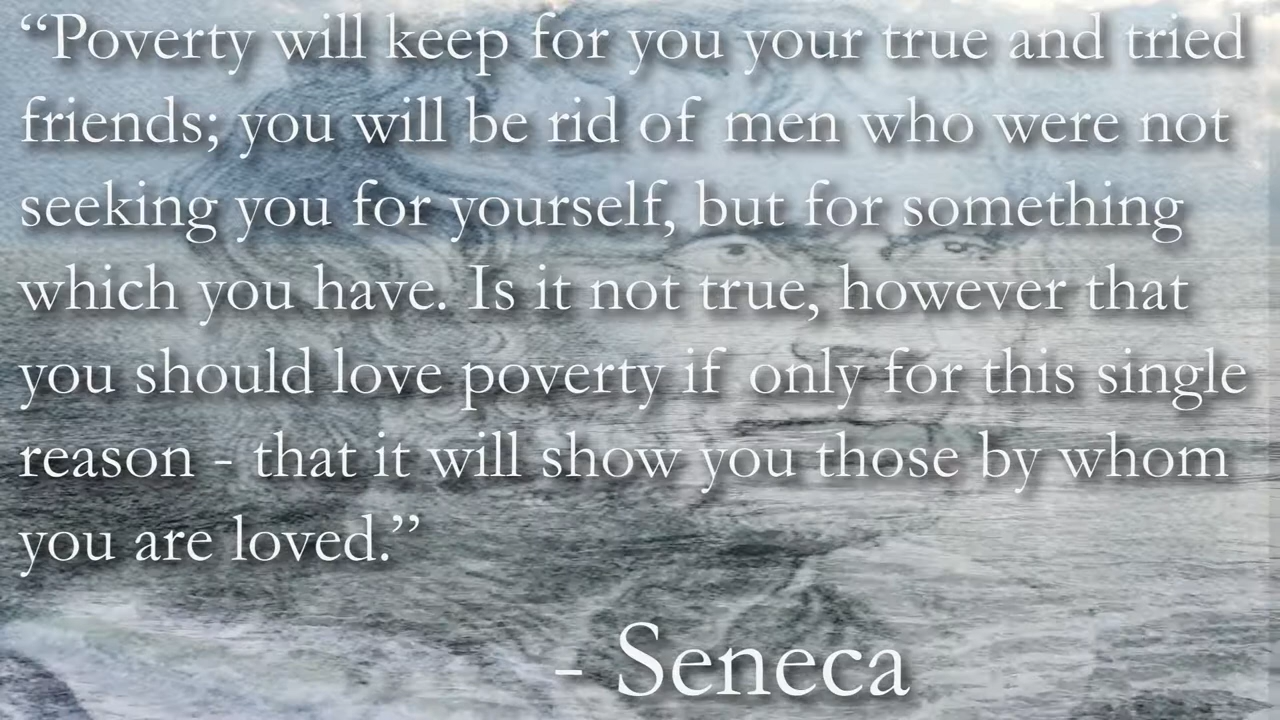 “Poverty will keep for you your true and tried
friends; you will be rid of men who were not
seeking you for yourself, but for something
which you have. Is it not true, however that
you should love poverty if only for this single
reason - that it will show you those by whom
you are loved.”
- Seneca